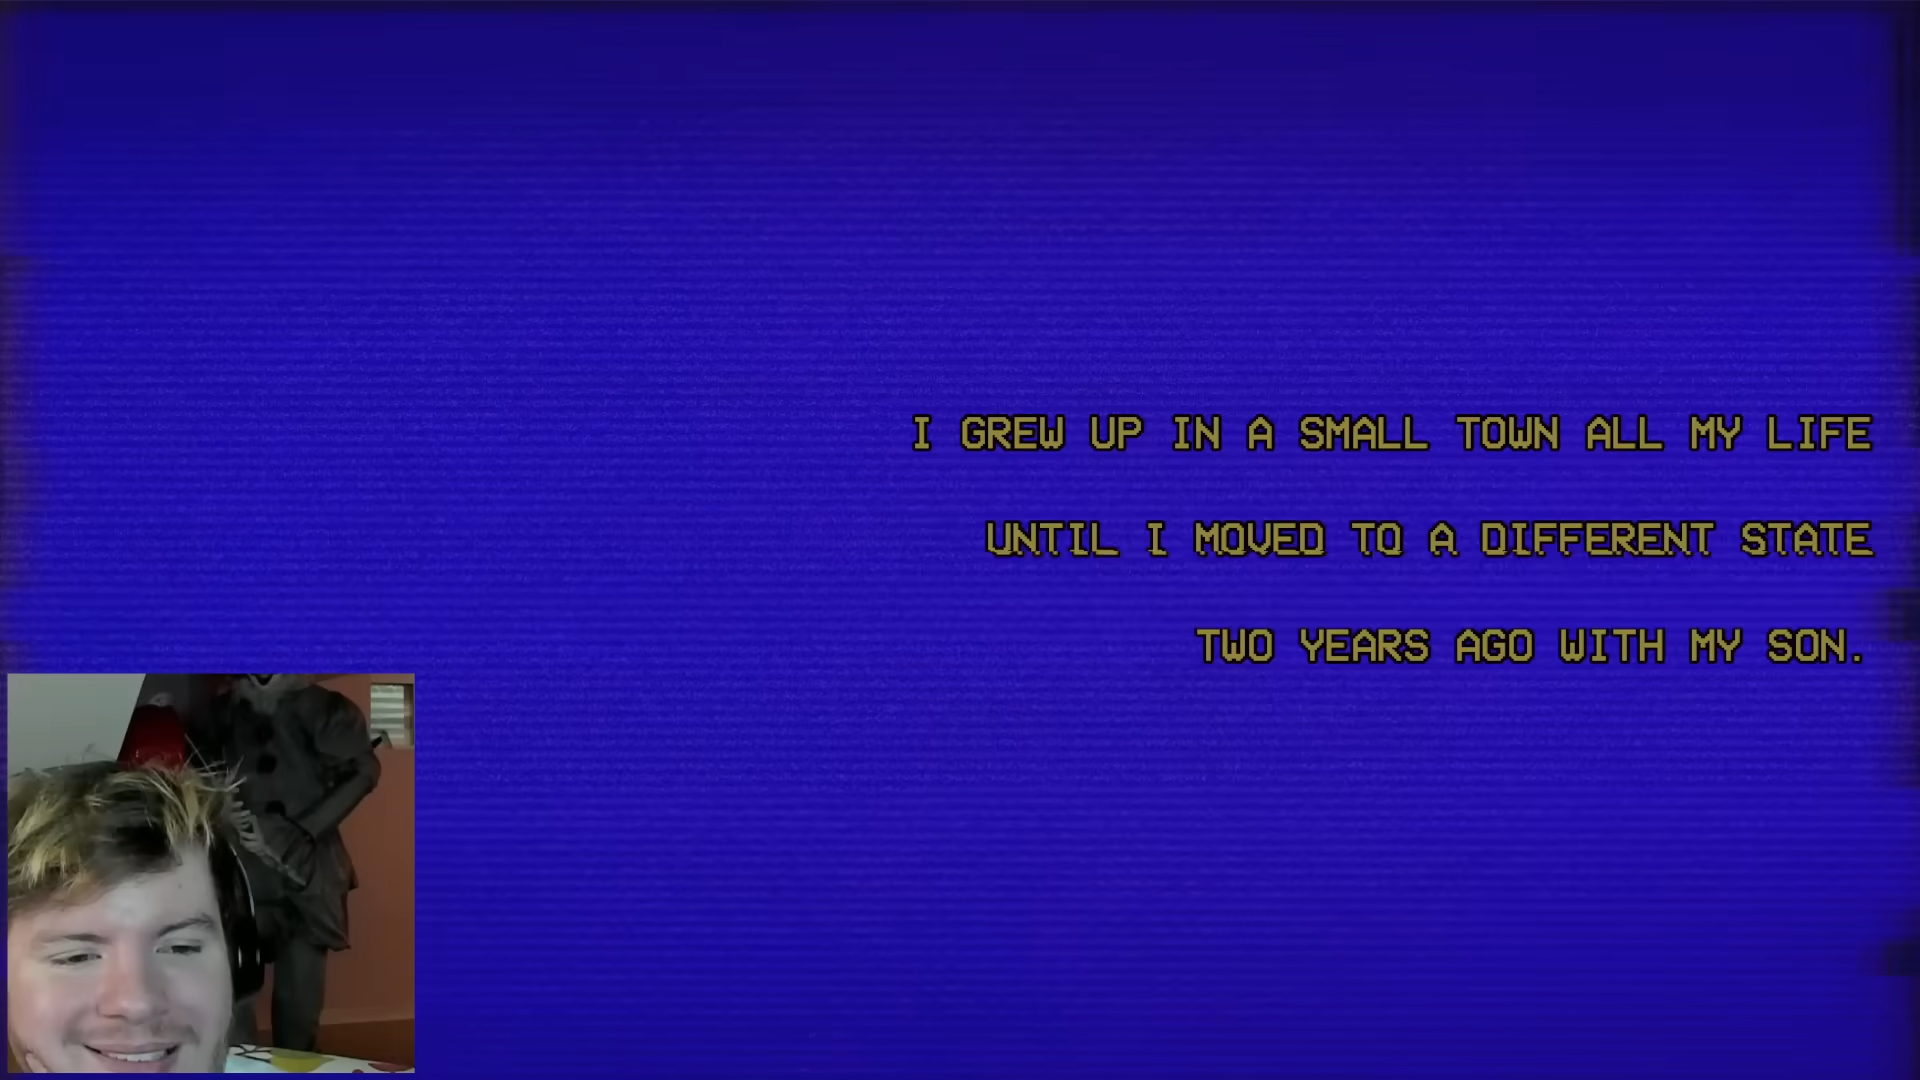 I GREW UP IN A SMALL TOWN ALL MY LIFE
UNTIL I MOVED TO A DIFFERENT STATE
TWO YEARS AGO WITH MY SON.